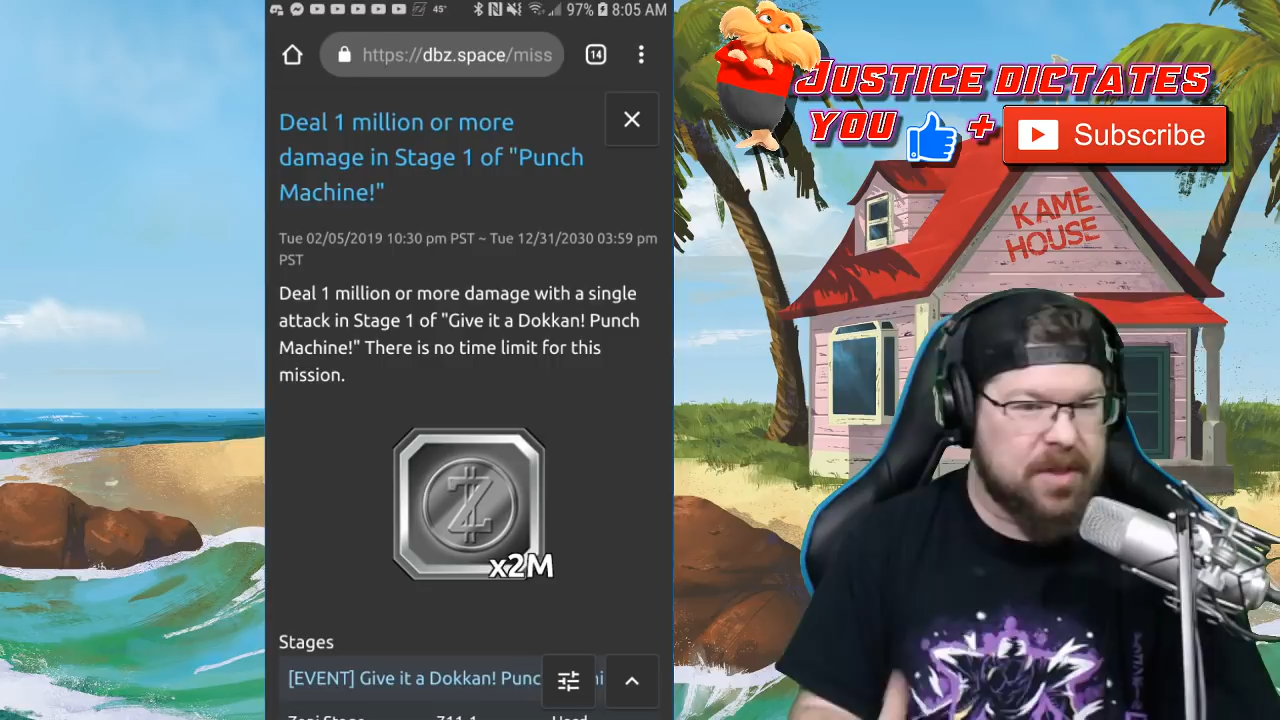 45°
97% 8:05 AM
https://dbz.space/miss
14
Deal 1 million or more
damage in Stage 1 of "Punch
Machine!"
Tue 02/05/2019 10:30 pm PST ~ Tue 12/31/2030 03:59 pm
PST
Deal 1 million or more damage with a single
attack in Stage 1 of "Give it a Dokkan! Punch
Machine!" There is no time limit for this
mission.
Z
x2M
Stages
[EVENT] Give it a Dokkan! Punc
JUSTICE DICTATES
YOU + Subscribe
KAME
HOUSE